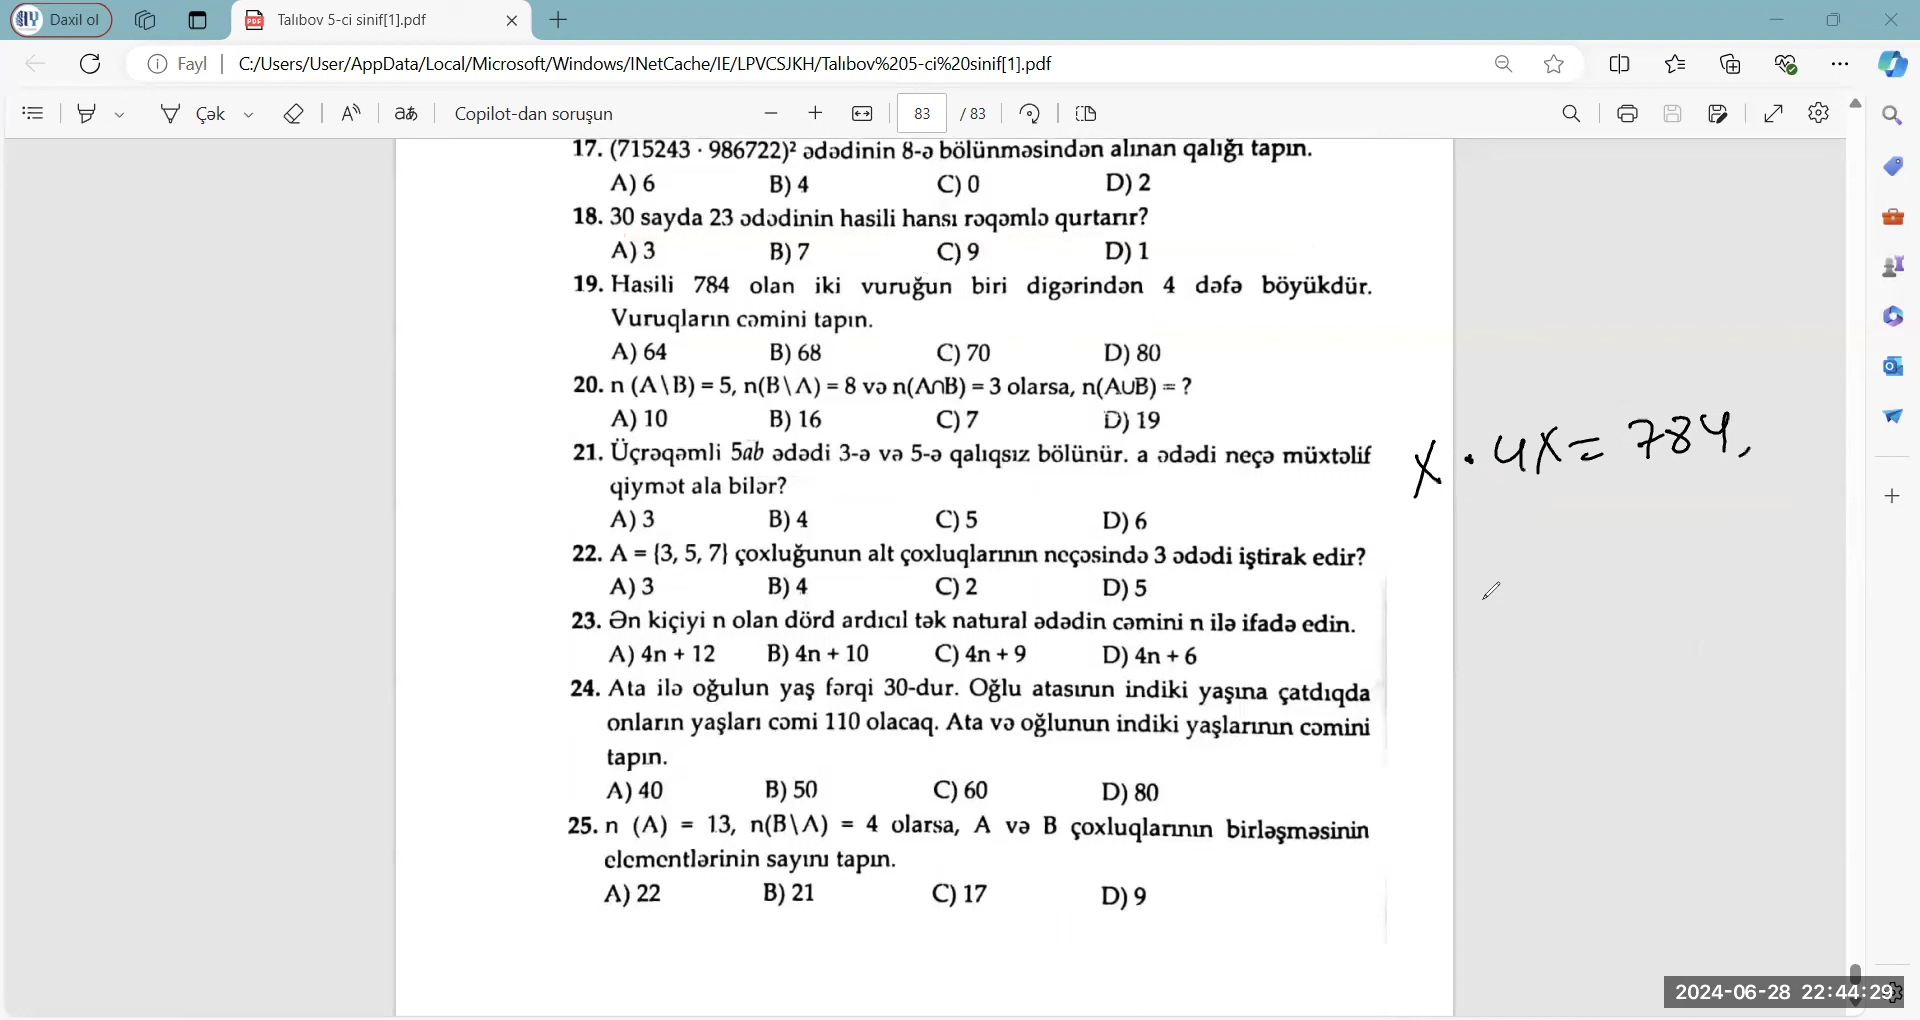 Daxil ol
Talıbov 5-ci sinif[1].pdf
Fayl
C:/Users/User/AppData/Local/Microsoft/Windows/INetCache/IE/LPVCSJKH/Talıbov%205-ci%20sinif[1].pdf
Çək
aあ
Copilot-dan soruşun
83 / 83
17. (715243 · 986722)² ədədinin 8-ə bölünməsindən alınan qalığı tapın.
A) 6 B) 4 C) 0 D) 2
18. 30 sayda 23 ədədinin hasili hansı rəqəmlə qurtarır?
A) 3 B) 7 C) 9 D) 1
19. Hasili 784 olan iki vuruğun biri digərindən 4 dəfə böyükdür.
Vuruqların cəmini tapın.
A) 64 B) 68 C) 70 D) 80
20. n (A\B) = 5, n(B\A) = 8 və n(A∩B) = 3 olarsa, n(A∪B) = ?
A) 10 B) 16 C) 7 D) 19
21. Üçrəqəmli 5ab ədədi 3-ə və 5-ə qalıqsız bölünür. a ədədi neçə müxtəlif
qiymət ala bilər?
A) 3 B) 4 C) 5 D) 6
22. A = {3, 5, 7} çoxluğunun alt çoxluqlarının neçəsində 3 ədədi iştirak edir?
A) 3 B) 4 C) 2 D) 5
23. Ən kiçiyi n olan dörd ardıcıl tək natural ədədin cəmini n ilə ifadə edin.
A) 4n + 12 B) 4n + 10 C) 4n + 9 D) 4n + 6
24. Ata ilə oğulun yaş fərqi 30-dur. Oğlu atasının indiki yaşına çatdıqda
onların yaşları cəmi 110 olacaq. Ata və oğlunun indiki yaşlarının cəmini
tapın.
A) 40 B) 50 C) 60 D) 80
25. n (A) = 13, n(B\A) = 4 olarsa, A və B çoxluqlarının birləşməsinin
elementlərinin sayını tapın.
A) 22 B) 21 C) 17 D) 9
x · 4x = 784,
2024-06-28 22:44:29